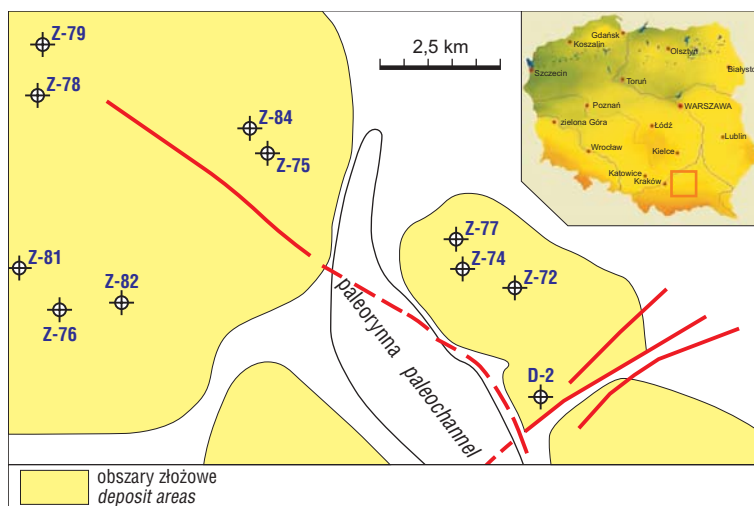 Z-79
Z-78
Z-84
Z-75
Z-81
Z-82
Z-76
Z-77
Z-74
Z-72
D-2
2,5 km
paleorynna
paleochannel
Gdańsk
Koszalin
Olsztyn
Szczecin
Białysto
Toruń
Poznań
WARSZAWA
zielona Góra
Łódź
Lublin
Wrocław
Kielce
Katowice
Kraków
obszary złożowe
deposit areas